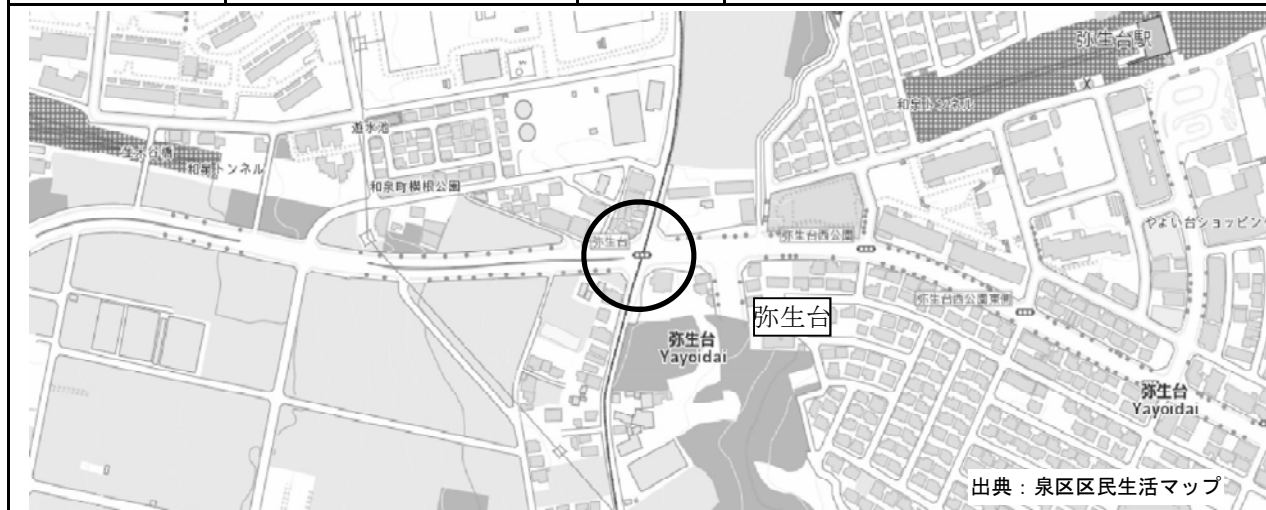 弥生台駅
和泉トンネル
遊水池
和泉トンネル
和泉町横根公園
弥生台
弥生台西公園
やよい台ショッピン
弥生台西公園東側
弥生台
弥生台
Yayoidai
弥生台
Yayoidai
出典：泉区区民生活マップ